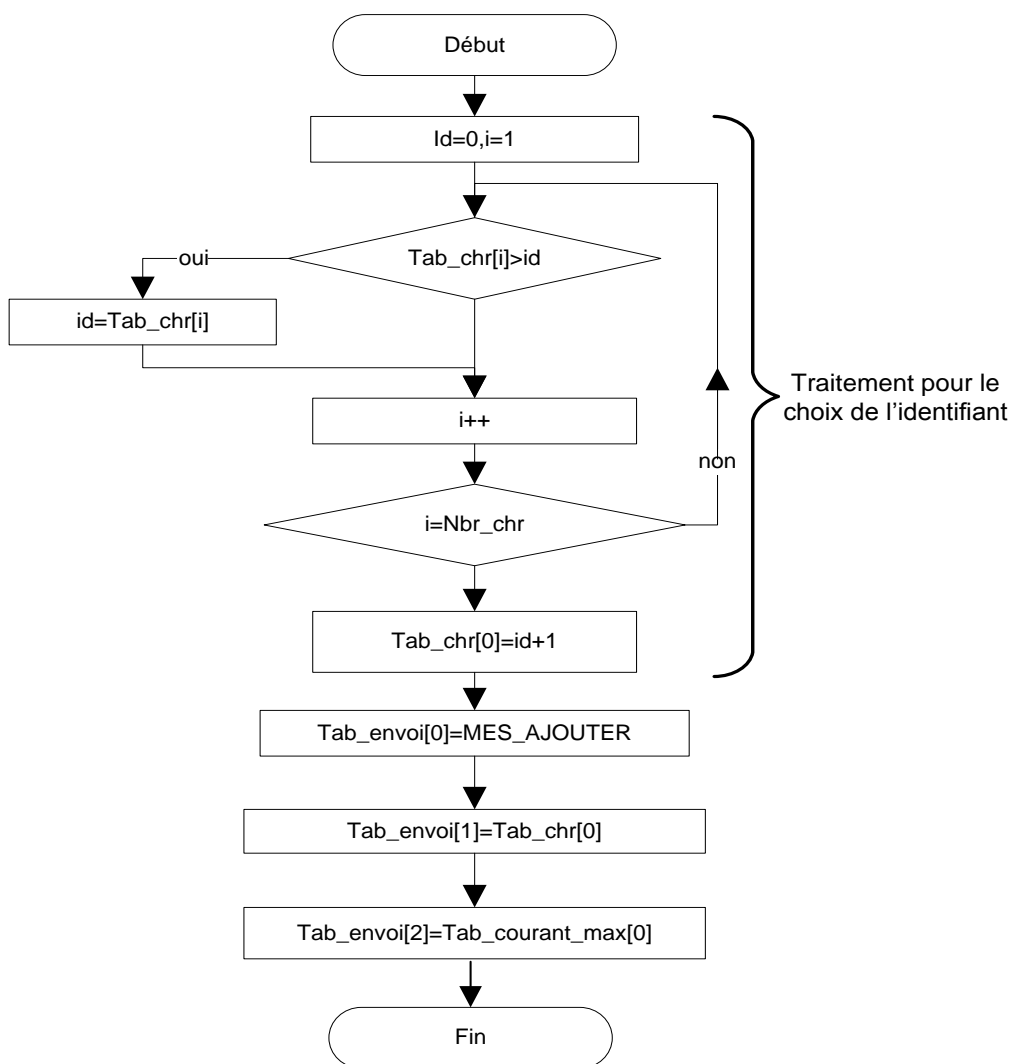 Début
Id=0,i=1
Tab_chr[i]>id
oui
id=Tab_chr[i]
i++
non
i=Nbr_chr
Tab_chr[0]=id+1
Traitement pour le
choix de l’identifiant
Tab_envoi[0]=MES_AJOUTER
Tab_envoi[1]=Tab_chr[0]
Tab_envoi[2]=Tab_courant_max[0]
Fin